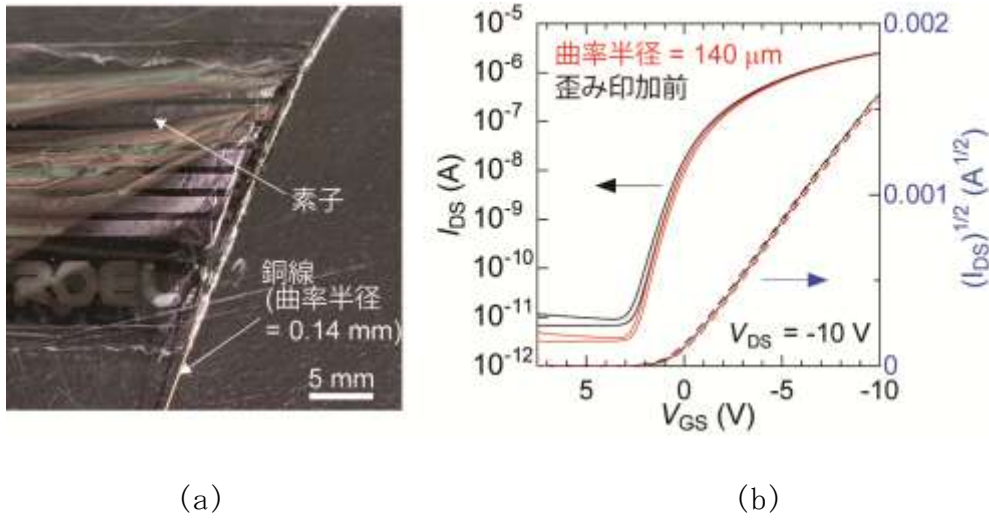 素子
ROEL
銅線
(曲率半径
= 0.14 mm)
5 mm
(a)
曲率半径 = 140 μm
歪み印加前
10⁻⁵
10⁻⁶
10⁻⁷
10⁻⁸
10⁻⁹
10⁻¹⁰
10⁻¹¹
10⁻¹²
I_DS (A)
V_DS = -10 V
5
0
-5
-10
V_GS (V)
0.002
0.001
0
(I_DS)^1/2 (A^1/2)
(b)